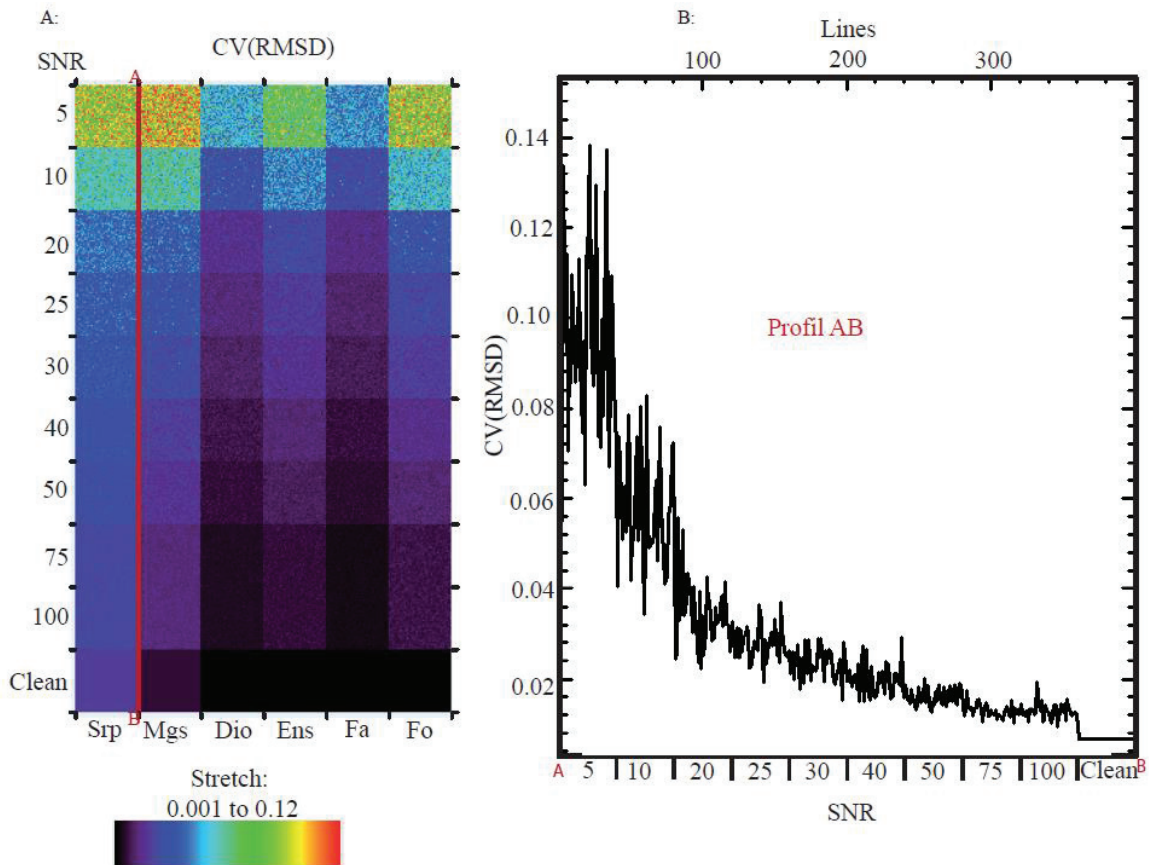 A:
CV(RMSD)
SNR
A
5
10
20
25
30
40
50
75
100
Clean
B
Srp Mgs Dio Ens Fa Fo
Stretch:
0.001 to 0.12
B:
Lines
100 200 300
0.14
0.12
0.10
0.08
0.06
0.04
0.02
CV(RMSD)
Profil AB
A 5 10 20 25 30 40 50 75 100 Clean B
SNR